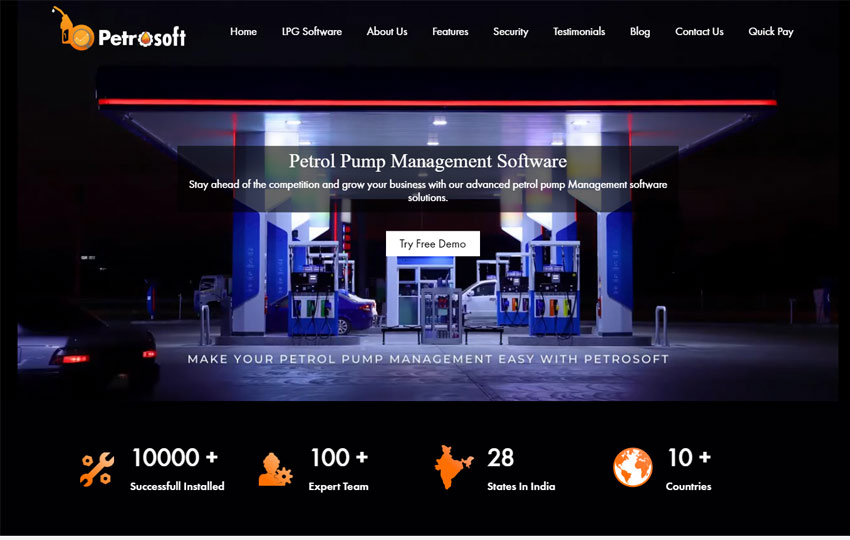 Petrosoft
Home
LPG Software
About Us
Features
Security
Testimonials
Blog
Contact Us
Quick Pay
Petrol Pump Management Software
Stay ahead of the competition and grow your business with our advanced petrol pump Management software
solutions.
Try Free Demo
MAKE YOUR PETROL PUMP MANAGEMENT EASY WITH PETROSOFT
10000 +
Successfull Installed
100 +
Expert Team
28
States In India
10 +
Countries